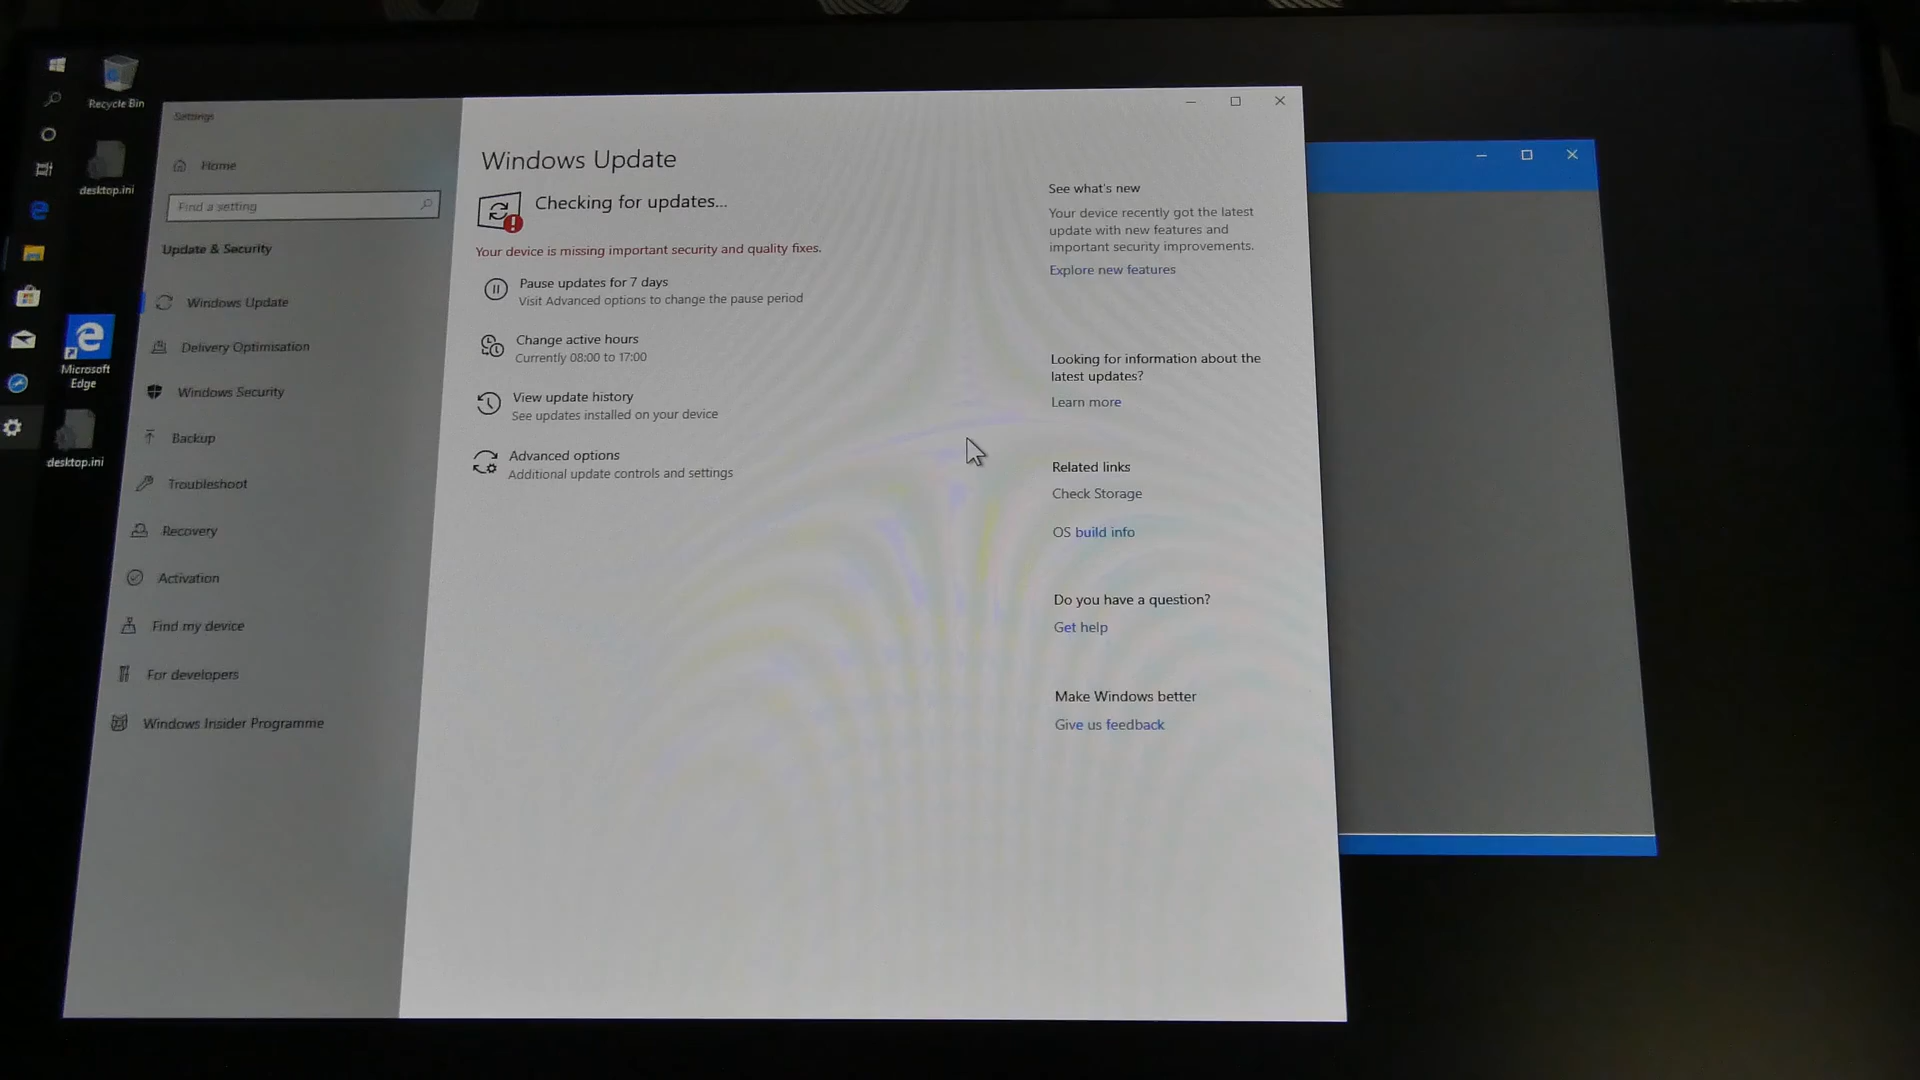 Recycle Bin
desktop.ini
Microsoft
Edge
desktop.ini
Settings
Home
Find a setting
Update & Security
Windows Update
Delivery Optimisation
Windows Security
Backup
Troubleshoot
Recovery
Activation
Find my device
For developers
Windows Insider Programme
Windows Update
Checking for updates...
Your device is missing important security and quality fixes.
Pause updates for 7 days
Visit Advanced options to change the pause period
Change active hours
Currently 08:00 to 17:00
View update history
See updates installed on your device
Advanced options
Additional update controls and settings
See what's new
Your device recently got the latest
update with new features and
important security improvements.
Explore new features
Looking for information about the
latest updates?
Learn more
Related links
Check Storage
OS build info
Do you have a question?
Get help
Make Windows better
Give us feedback